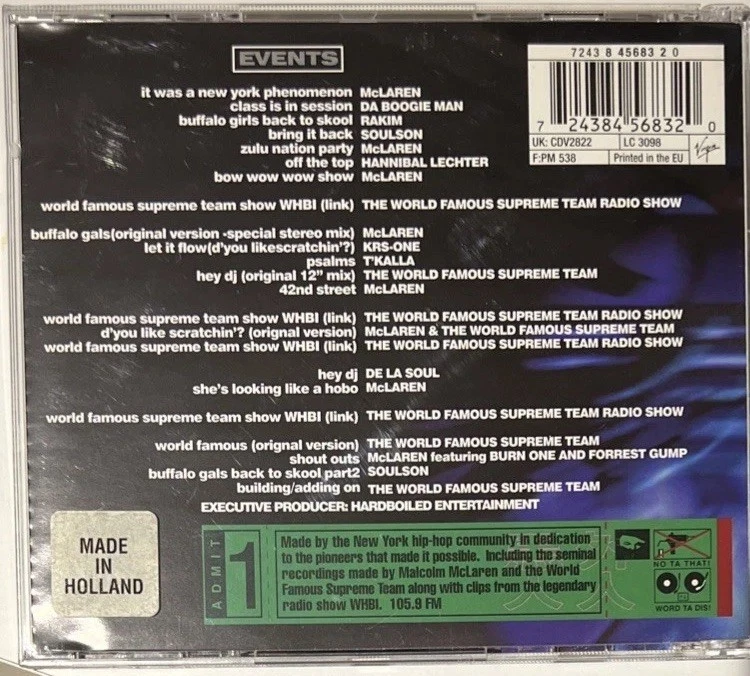 EVENTS
it was a new york phenomenon McLAREN
class is in session DA BOOGIE MAN
buffalo girls back to skool RAKIM
bring it back SOULSON
zulu nation party McLAREN
off the top HANNIBAL LECHTER
bow wow wow show McLAREN
world famous supreme team show WHBI (link) THE WORLD FAMOUS SUPREME TEAM RADIO SHOW
buffalo gals(original version -special stereo mix) McLAREN
let it flow(d'you likescratchin'?) KRS-ONE
psalms T'KALLA
hey dj (original 12" mix) THE WORLD FAMOUS SUPREME TEAM
42nd street McLAREN
world famous supreme team show WHBI (link) THE WORLD FAMOUS SUPREME TEAM RADIO SHOW
d'you like scratchin'? (orignal version) McLAREN & THE WORLD FAMOUS SUPREME TEAM
world famous supreme team show WHBI (link) THE WORLD FAMOUS SUPREME TEAM RADIO SHOW
hey dj DE LA SOUL
she's looking like a hobo McLAREN
world famous supreme team show WHBI (link) THE WORLD FAMOUS SUPREME TEAM RADIO SHOW
world famous (orignal version) THE WORLD FAMOUS SUPREME TEAM
shout outs McLAREN featuring BURN ONE AND FORREST GUMP
buffalo gals back to skool part2 SOULSON
building/adding on THE WORLD FAMOUS SUPREME TEAM
EXECUTIVE PRODUCER: HARDBOILED ENTERTAINMENT
7243 8 45683 2 0
7 24384 56832 0
UK: CDV2822 LC 3098
F:PM 538 Printed in the EU
Virgin
MADE
IN
HOLLAND
ADMIT
1
Made by the New York hip-hop community in dedication
to the pioneers that made it possible. Including the seminal
recordings made by Malcolm McLaren and the World
Famous Supreme Team along with clips from the legendary
radio show WHBI. 105.9 FM
NO TA THAT!
WORD TA DIS!